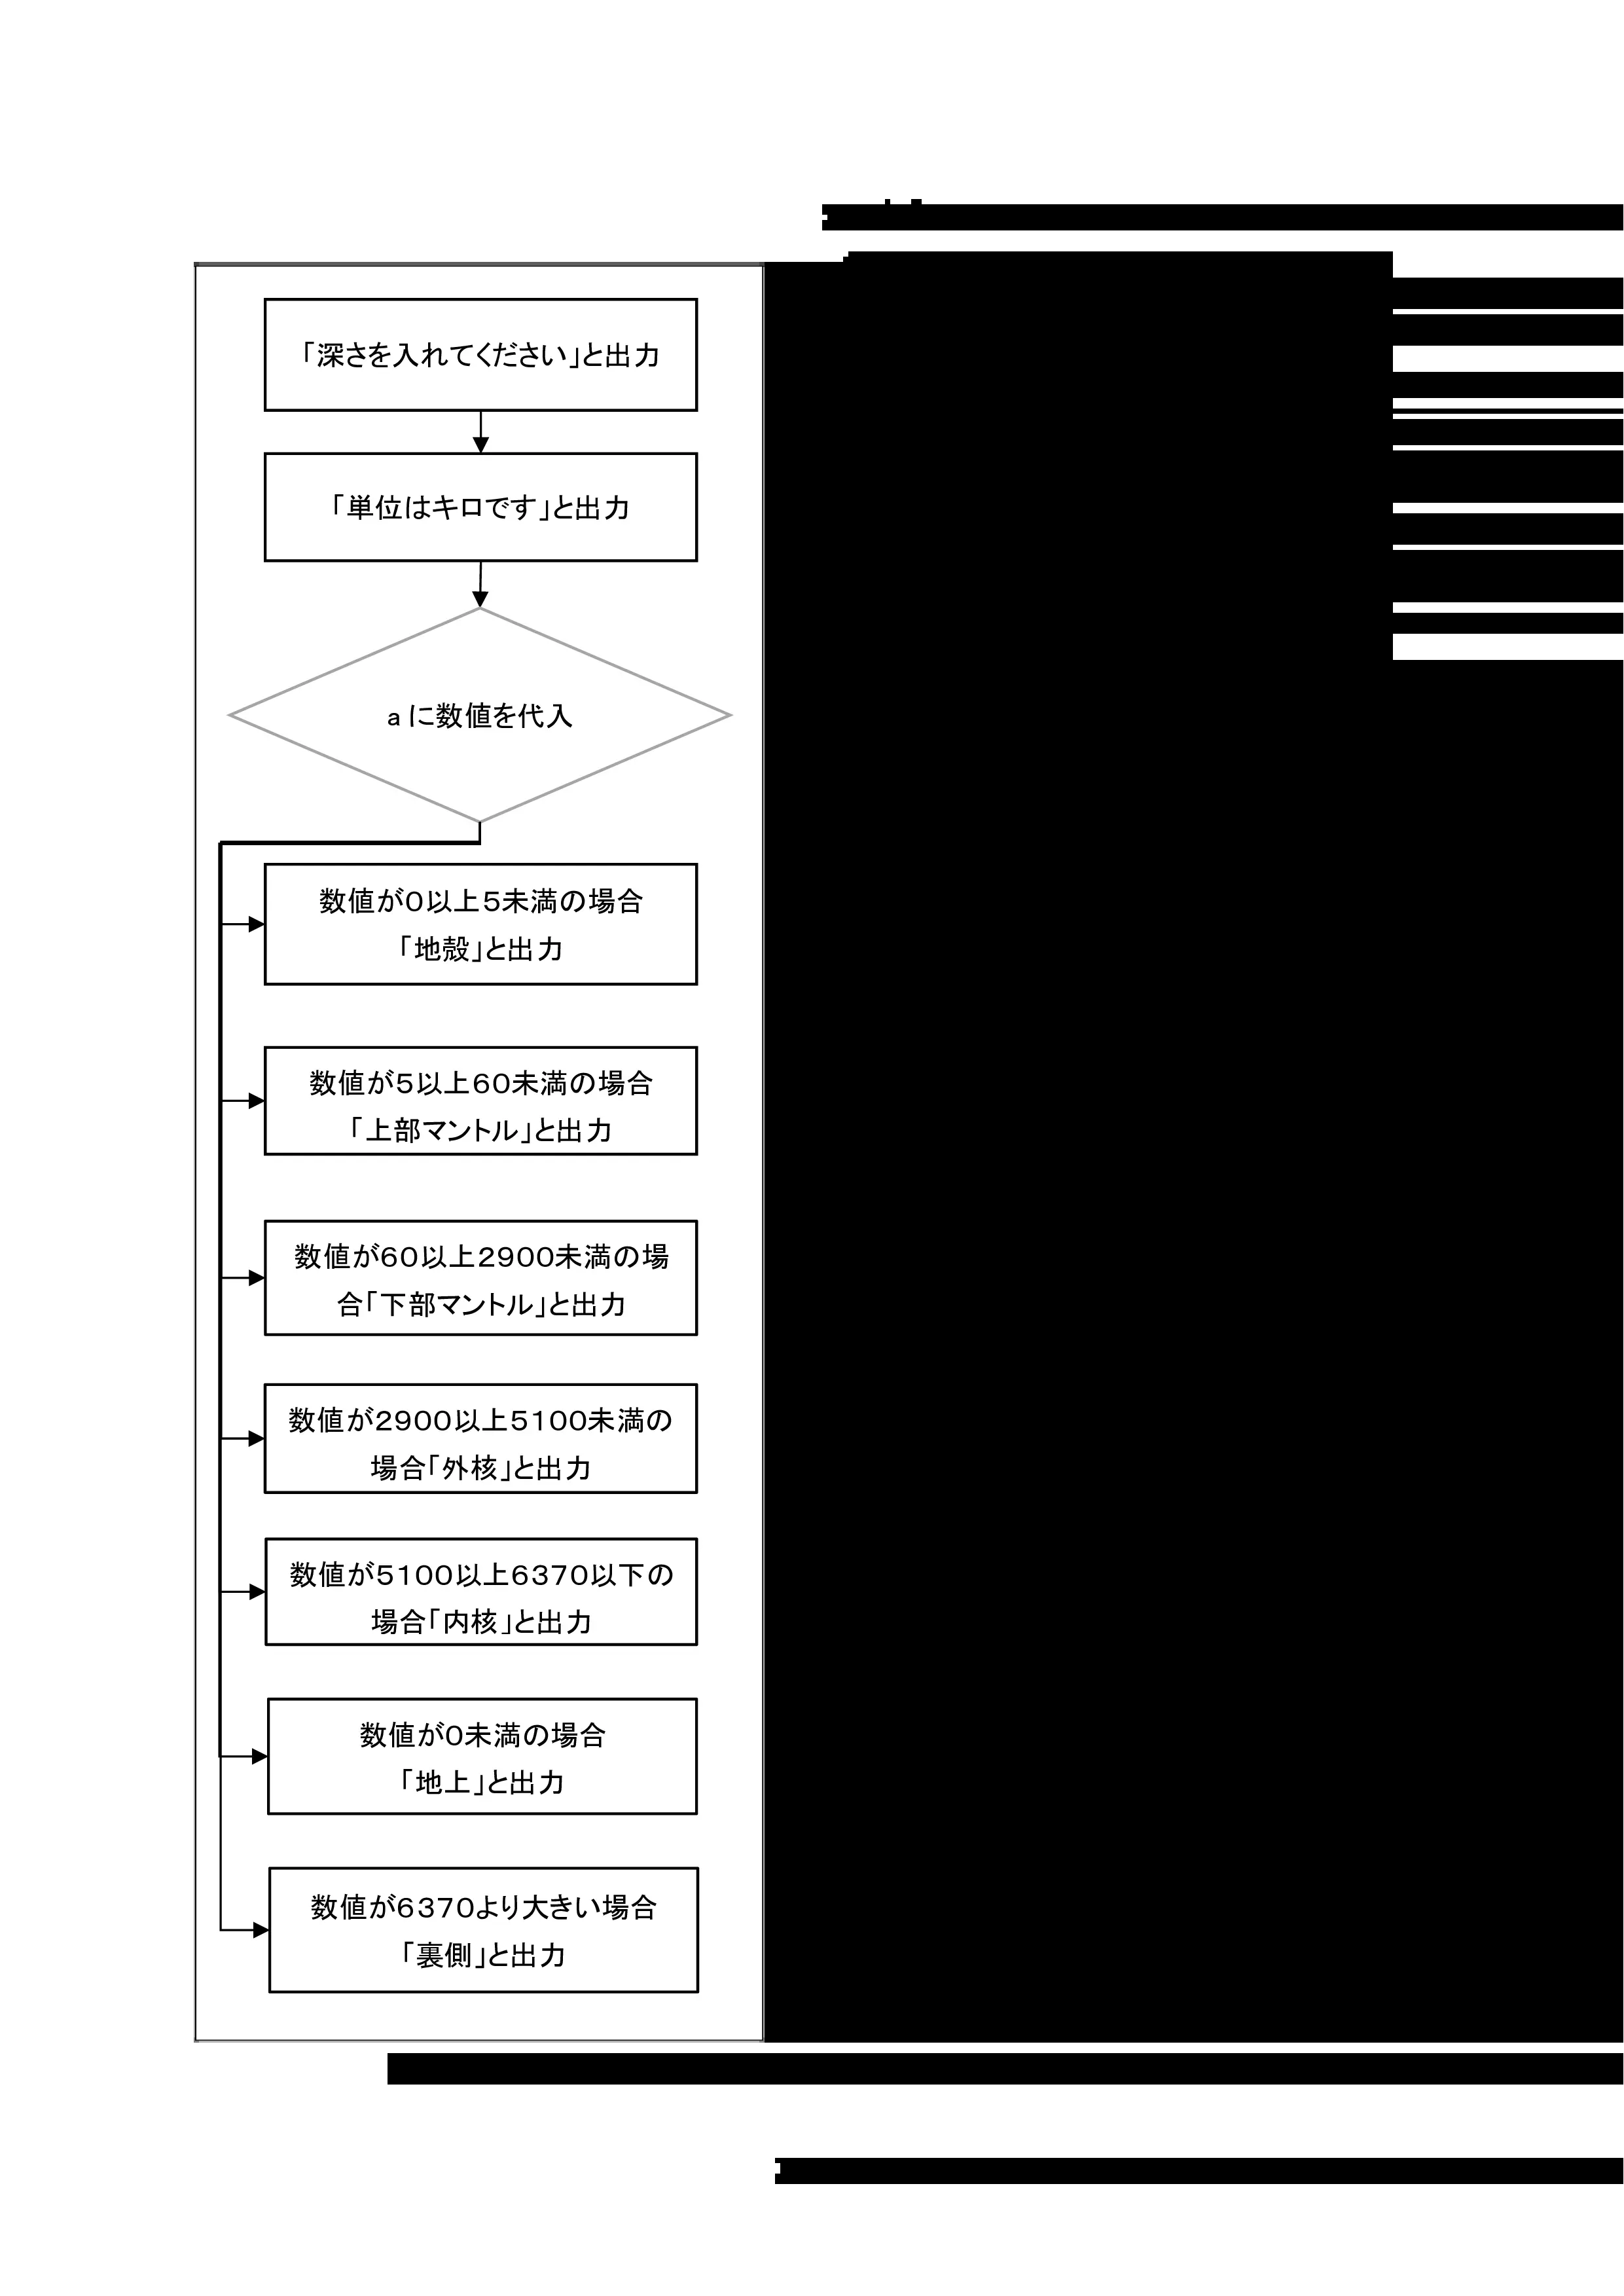 「深さを入れてください」と出力
「単位はキロです」と出力
a に数値を代入
数値が0以上5未満の場合
「地殻」と出力
数値が5以上60未満の場合
「上部マントル」と出力
数値が60以上2900未満の場
合「下部マントル」と出力
数値が2900以上5100未満の
場合「外核」と出力
数値が5100以上6370以下の
場合「内核」と出力
数値が0未満の場合
「地上」と出力
数値が6370より大きい場合
「裏側」と出力